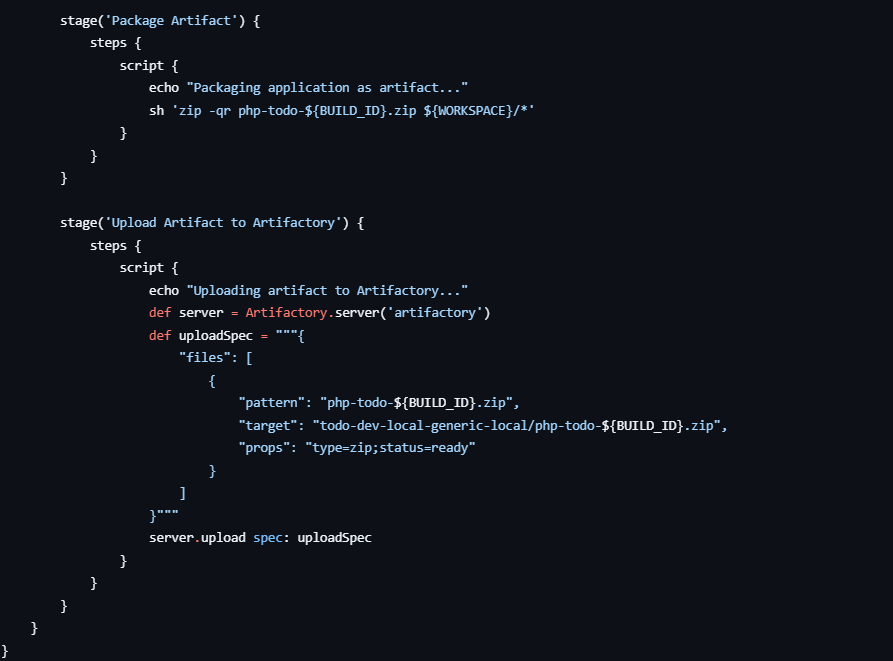 stage('Package Artifact') {
steps {
script {
echo "Packaging application as artifact..."
sh 'zip -qr php-todo-${BUILD_ID}.zip ${WORKSPACE}/*'
}
}
}
stage('Upload Artifact to Artifactory') {
steps {
script {
echo "Uploading artifact to Artifactory..."
def server = Artifactory.server('artifactory')
def uploadSpec = """{
"files": [
{
"pattern": "php-todo-${BUILD_ID}.zip",
"target": "todo-dev-local-generic-local/php-todo-${BUILD_ID}.zip",
"props": "type=zip;status=ready"
}
]
}"""
server.upload spec: uploadSpec
}
}
}
}
}